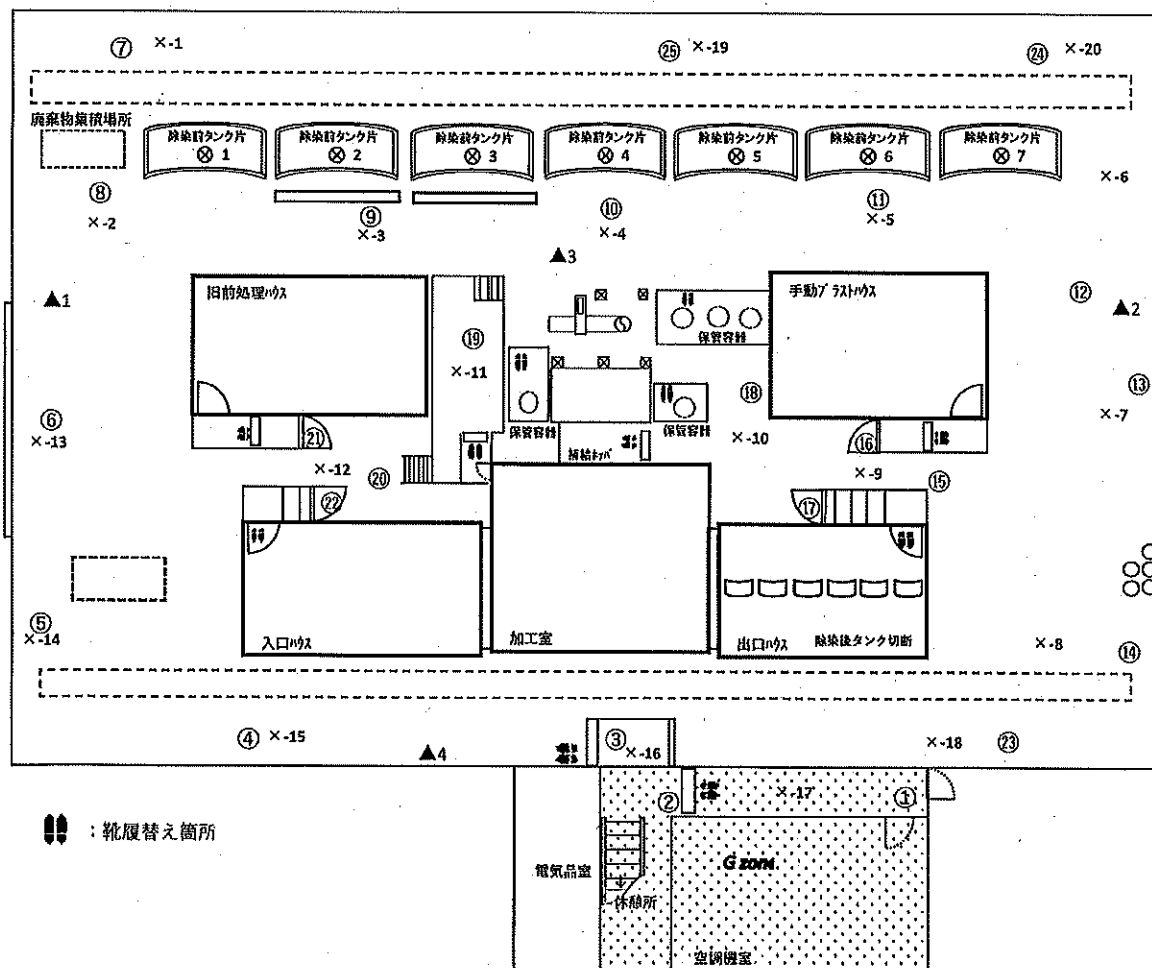 ⑦ ×-1 ㉕ ×-19 ㉔ ×-20
廃棄物集積場所
除染前タンク片 除染前タンク片 除染前タンク片 除染前タンク片 除染前タンク片 除染前タンク片 除染前タンク片
⊗ 1 ⊗ 2 ⊗ 3 ⊗ 4 ⊗ 5 ⊗ 6 ⊗ 7
×-6
⑧ ⑨ ⑩ ⑪
×-2 ×-3 ×-4 ×-5
▲3
旧前処理ハウス 手動ブラストハウス ⑫
▲1 ▲2
保管容器
⑲
×-11
⑱ ⑬
⑥ ×-7
×-13 ㉑ 保管容器 保管容器 ×-10 ⑯
補給ホッパ
×-12 ⑳ ×-9 ⑮
㉒ ⑰
⑤
×-14 入口ハウス 加工室 出口ハウス 除染後タンク切断 ×-8
⑭
④ ×-15 ③ ×-16 ×-18 ㉓
▲4
② ×-17 ①
：靴履替え箇所
電気品室 G zone
休憩所
空調機室